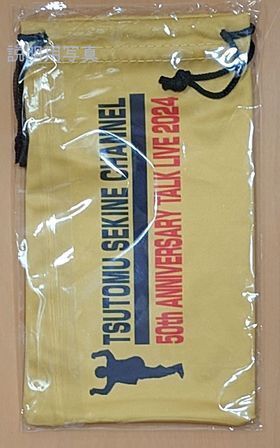 説明用写真
TSUTOMU SEKINE CHANNEL
50th ANNIVERSARY TALK LIVE 2024